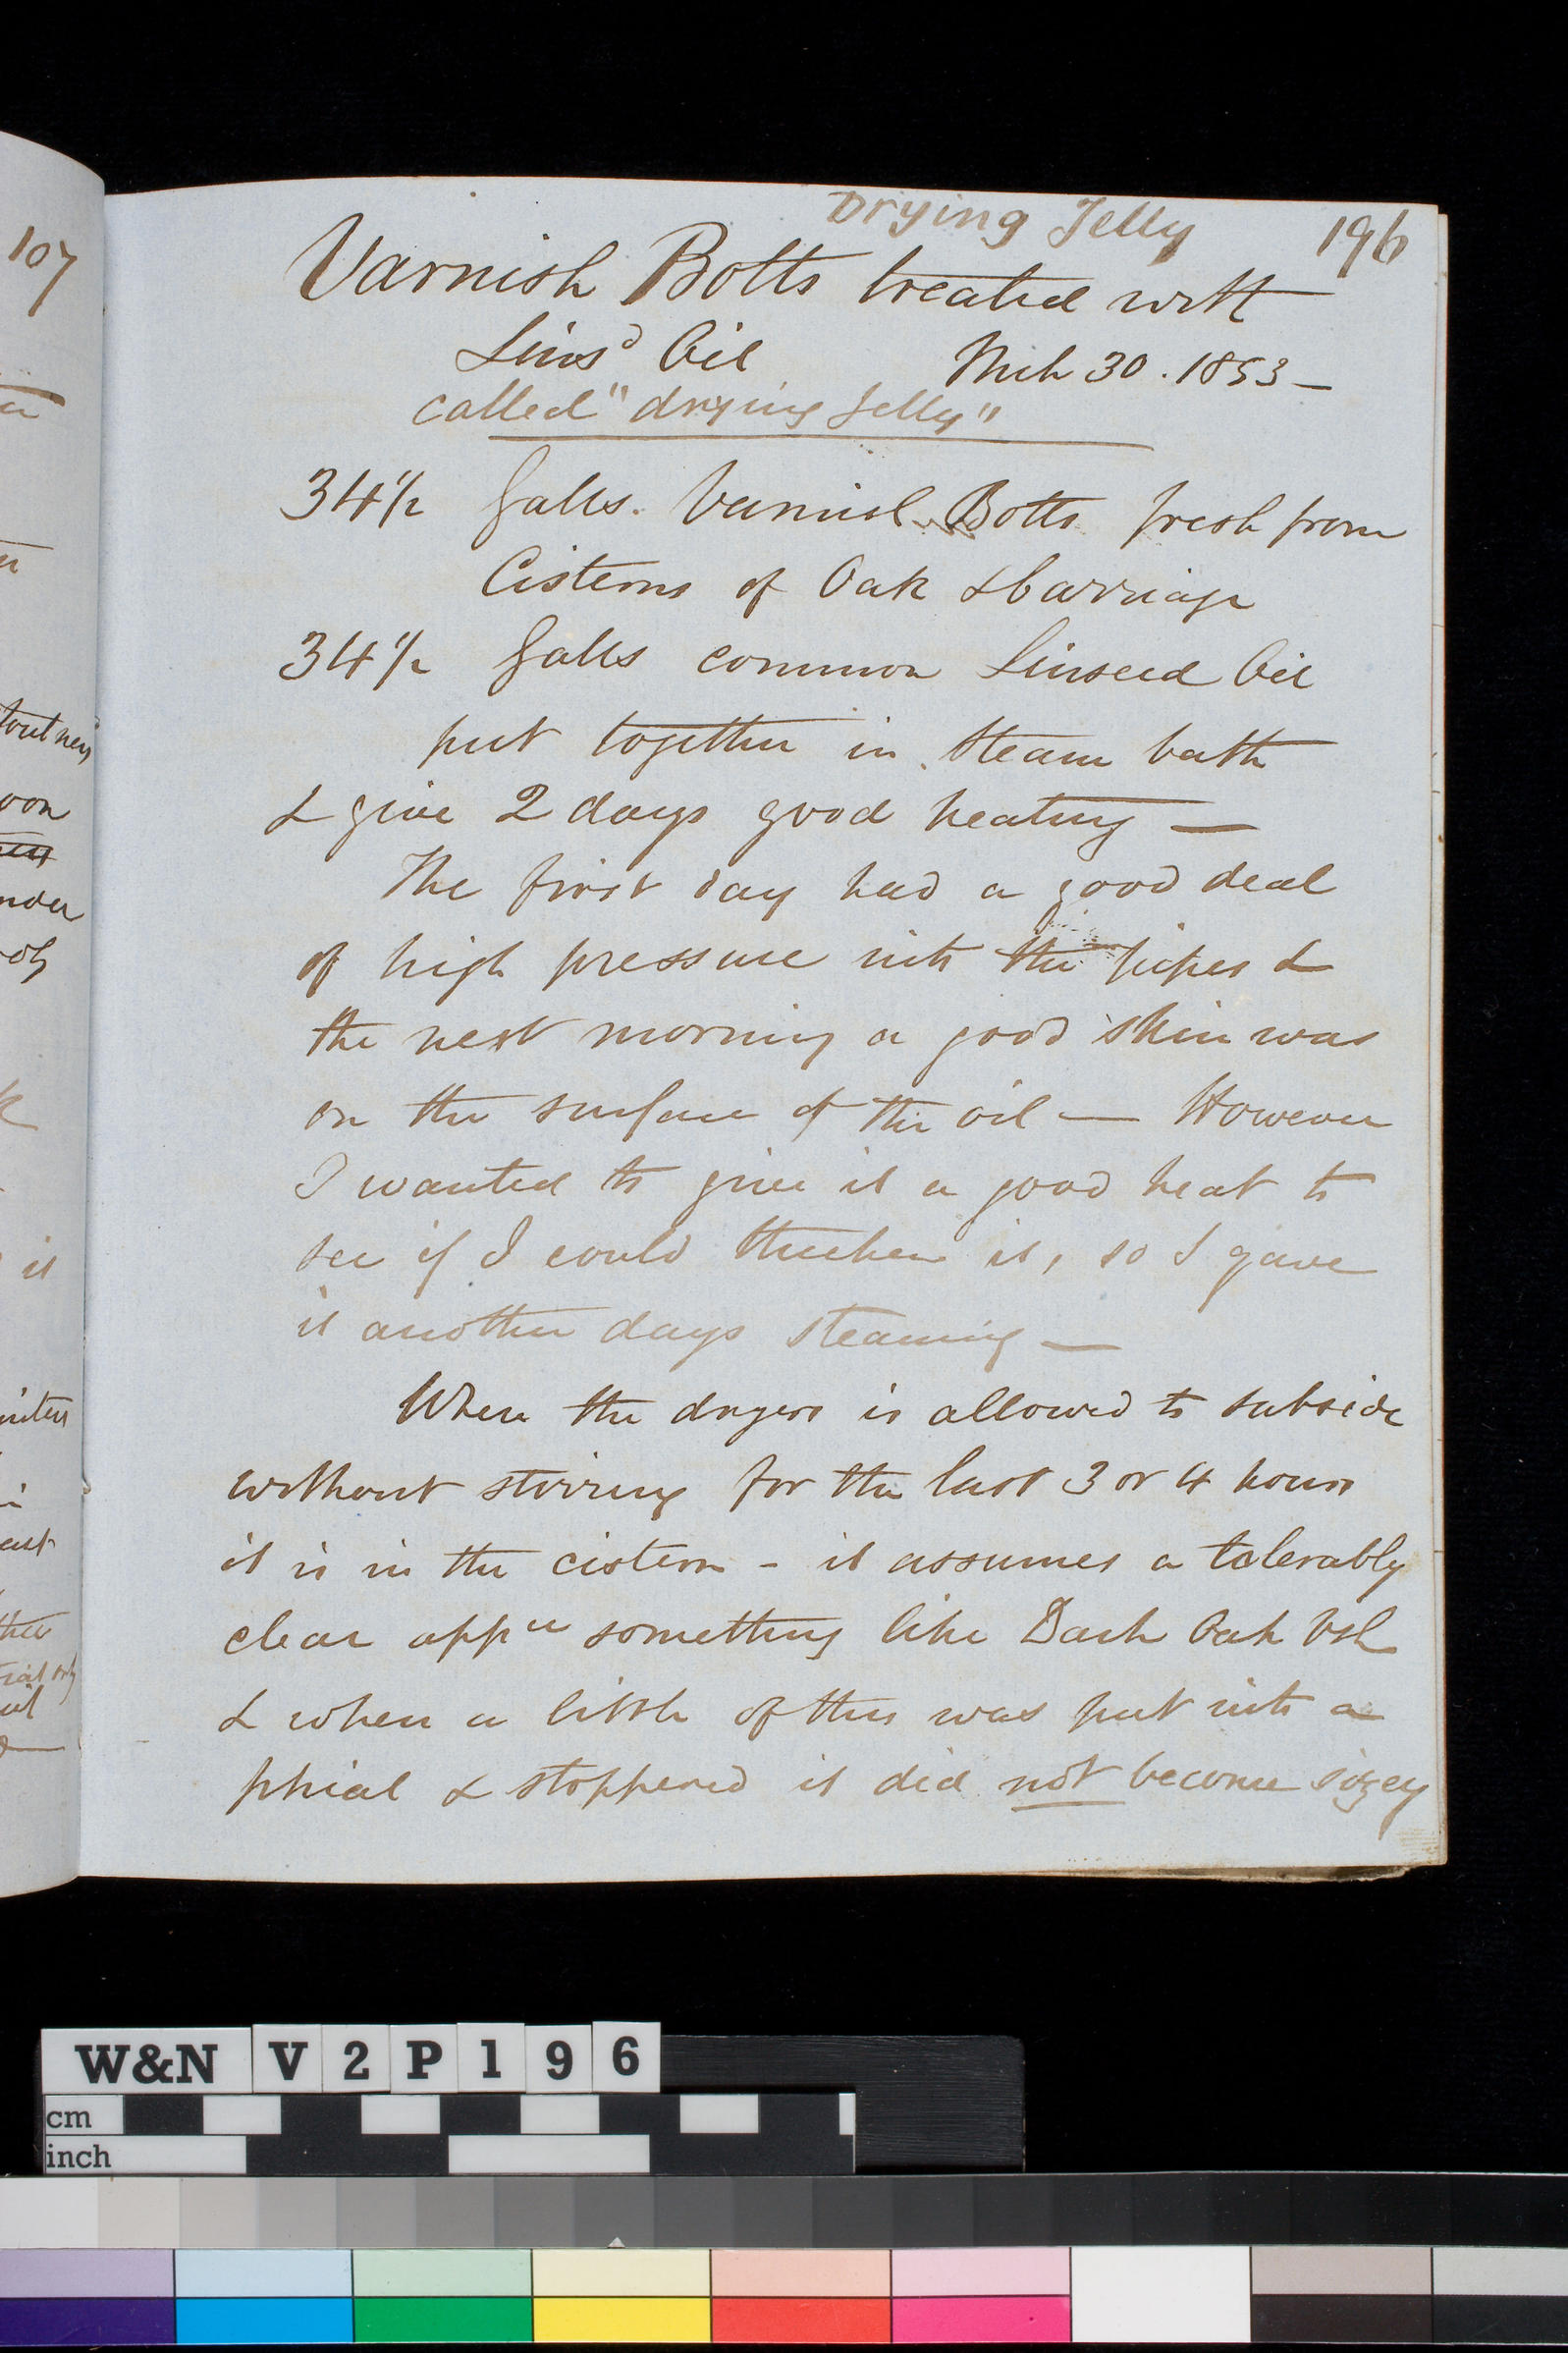 107
Drying Jelly
196
Varnish Botts treated with
Lins^d Oil Mch 30. 1853 –
called "drying Jelly"
34 1/2 Galls. Varnish Botts fresh from
Cisterns of Oak & Carriage
34 1/2 Galls common Linseed Oil
put together in steam bath
& give 2 days good heating —
The first day had a good deal
of high pressure into the pipes &
the next morning a good skin was
on the surface of the oil — However
I wanted to give it a good heat to
see if I could thicken it, so I gave
it another days steaming —
When the dryers is allowed to subside
without stirring for the last 3 or 4 hours
it is in the cistern - it assumes a tolerably
clear app^ce something like Dark Oak Vsh
& when a little of this was put into a
phial & stoppered it did not become sizey
W&N V2P196
cm
inch